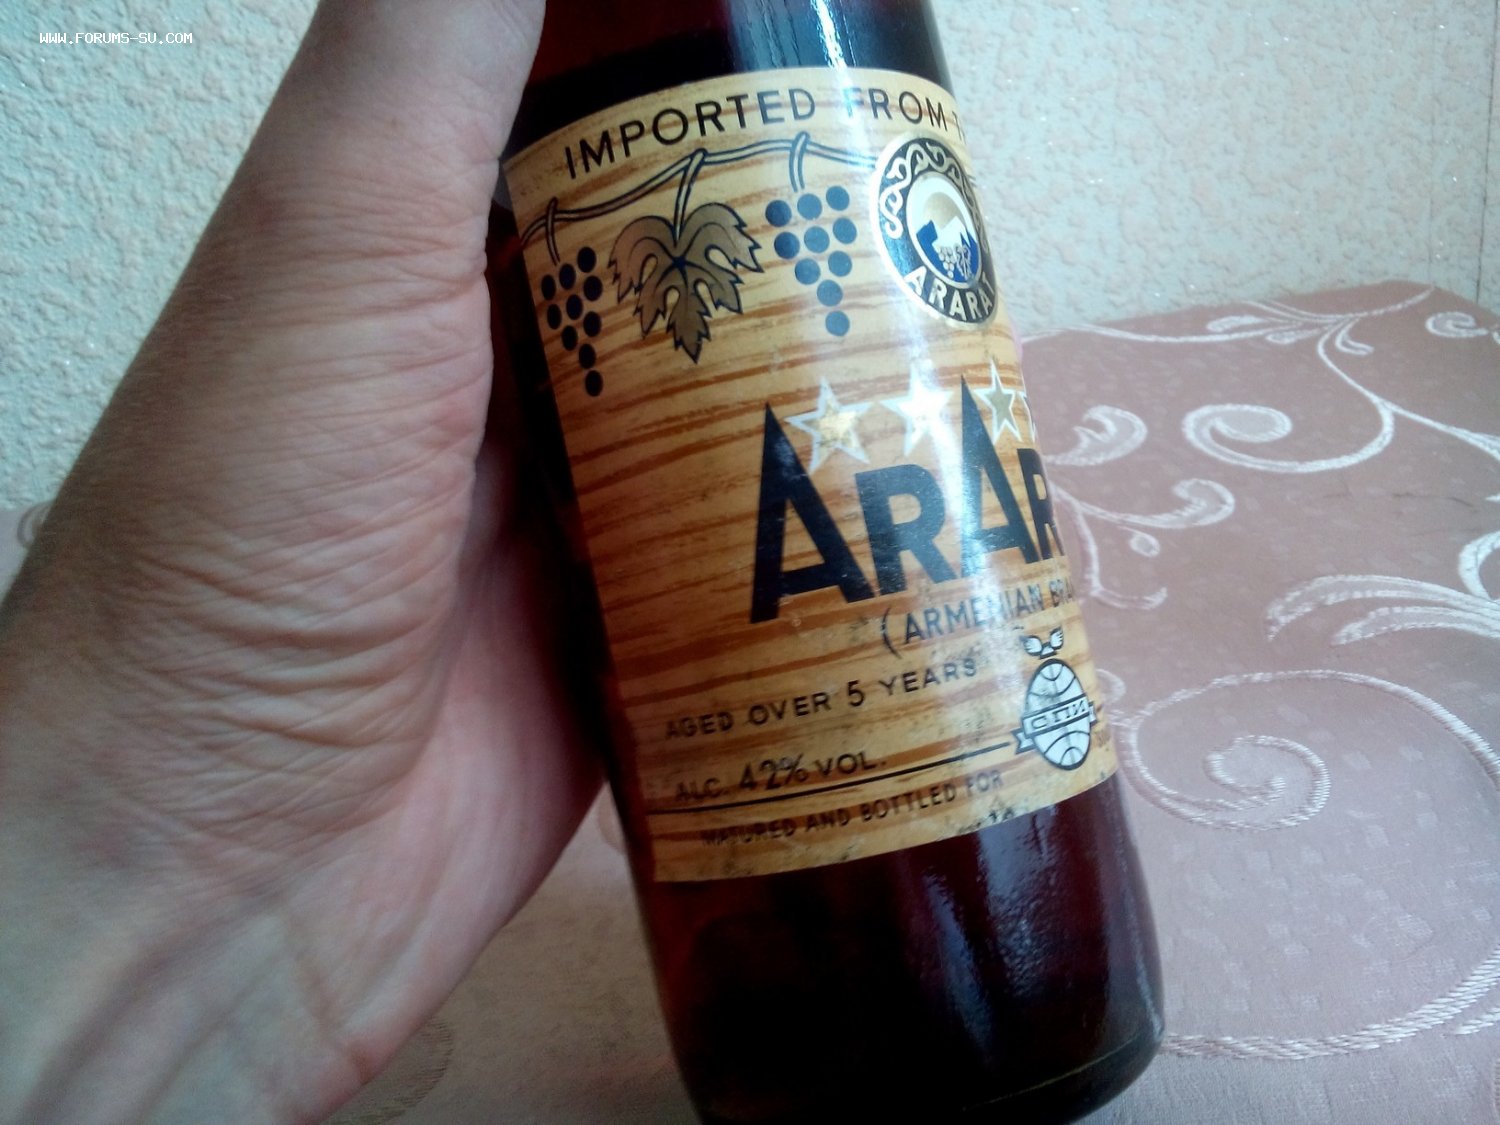 WWW.FORUMS-SU.COM
IMPORTED FROM
ARARAT
ARAR
(ARMENIAN BRA
AGED OVER 5 YEARS
СПИ
ALC. 42% VOL.
MATURED AND BOTTLED FOR